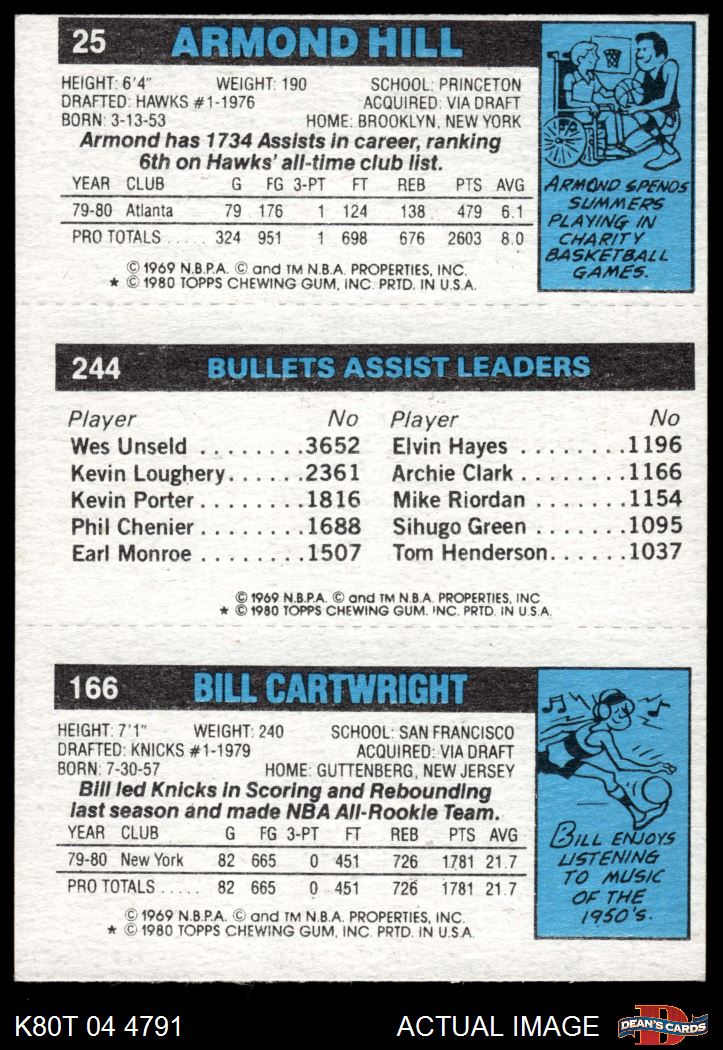 25 ARMOND HILL
HEIGHT: 6'4" WEIGHT: 190 SCHOOL: PRINCETON
DRAFTED: HAWKS #1-1976 ACQUIRED: VIA DRAFT
BORN: 3-13-53 HOME: BROOKLYN, NEW YORK
Armond has 1734 Assists in career, ranking
6th on Hawks' all-time club list.
YEAR CLUB G FG 3-PT FT REB PTS AVG
79-80 Atlanta 79 176 1 124 138 479 6.1
PRO TOTALS ..... 324 951 1 698 676 2603 8.0
© 1969 N.B.P.A. © and TM N.B.A. PROPERTIES, INC.
* © 1980 TOPPS CHEWING GUM, INC. PRTD. IN U.S.A.
ARMOND SPENDS
SUMMERS
PLAYING IN
CHARITY
BASKETBALL
GAMES.
244 BULLETS ASSIST LEADERS
Player No Player No
Wes Unseld ........3652 Elvin Hayes ........1196
Kevin Loughery......2361 Archie Clark ........1166
Kevin Porter........1816 Mike Riordan .......1154
Phil Chenier ........1688 Sihugo Green .......1095
Earl Monroe ........1507 Tom Henderson......1037
© 1969 N.B.P.A. © and TM N.B.A. PROPERTIES, INC
* © 1980 TOPPS CHEWING GUM. INC. PRTD. IN U.S.A.
166 BILL CARTWRIGHT
HEIGHT: 7'1" WEIGHT: 240 SCHOOL: SAN FRANCISCO
DRAFTED: KNICKS #1-1979 ACQUIRED: VIA DRAFT
BORN: 7-30-57 HOME: GUTTENBERG, NEW JERSEY
Bill led Knicks in Scoring and Rebounding
last season and made NBA All-Rookie Team.
YEAR CLUB G FG 3-PT FT REB PTS AVG
79-80 New York 82 665 0 451 726 1781 21.7
PRO TOTALS ..... 82 665 0 451 726 1781 21.7
© 1969 N.B.P.A. © and TM N.B.A. PROPERTIES, INC.
* © 1980 TOPPS CHEWING GUM, INC. PRTD. IN U.S.A.
BILL ENJOYS
LISTENING
TO MUSIC
OF THE
1950'S.
K80T 04 4791 ACTUAL IMAGE D DEAN'S CARDS